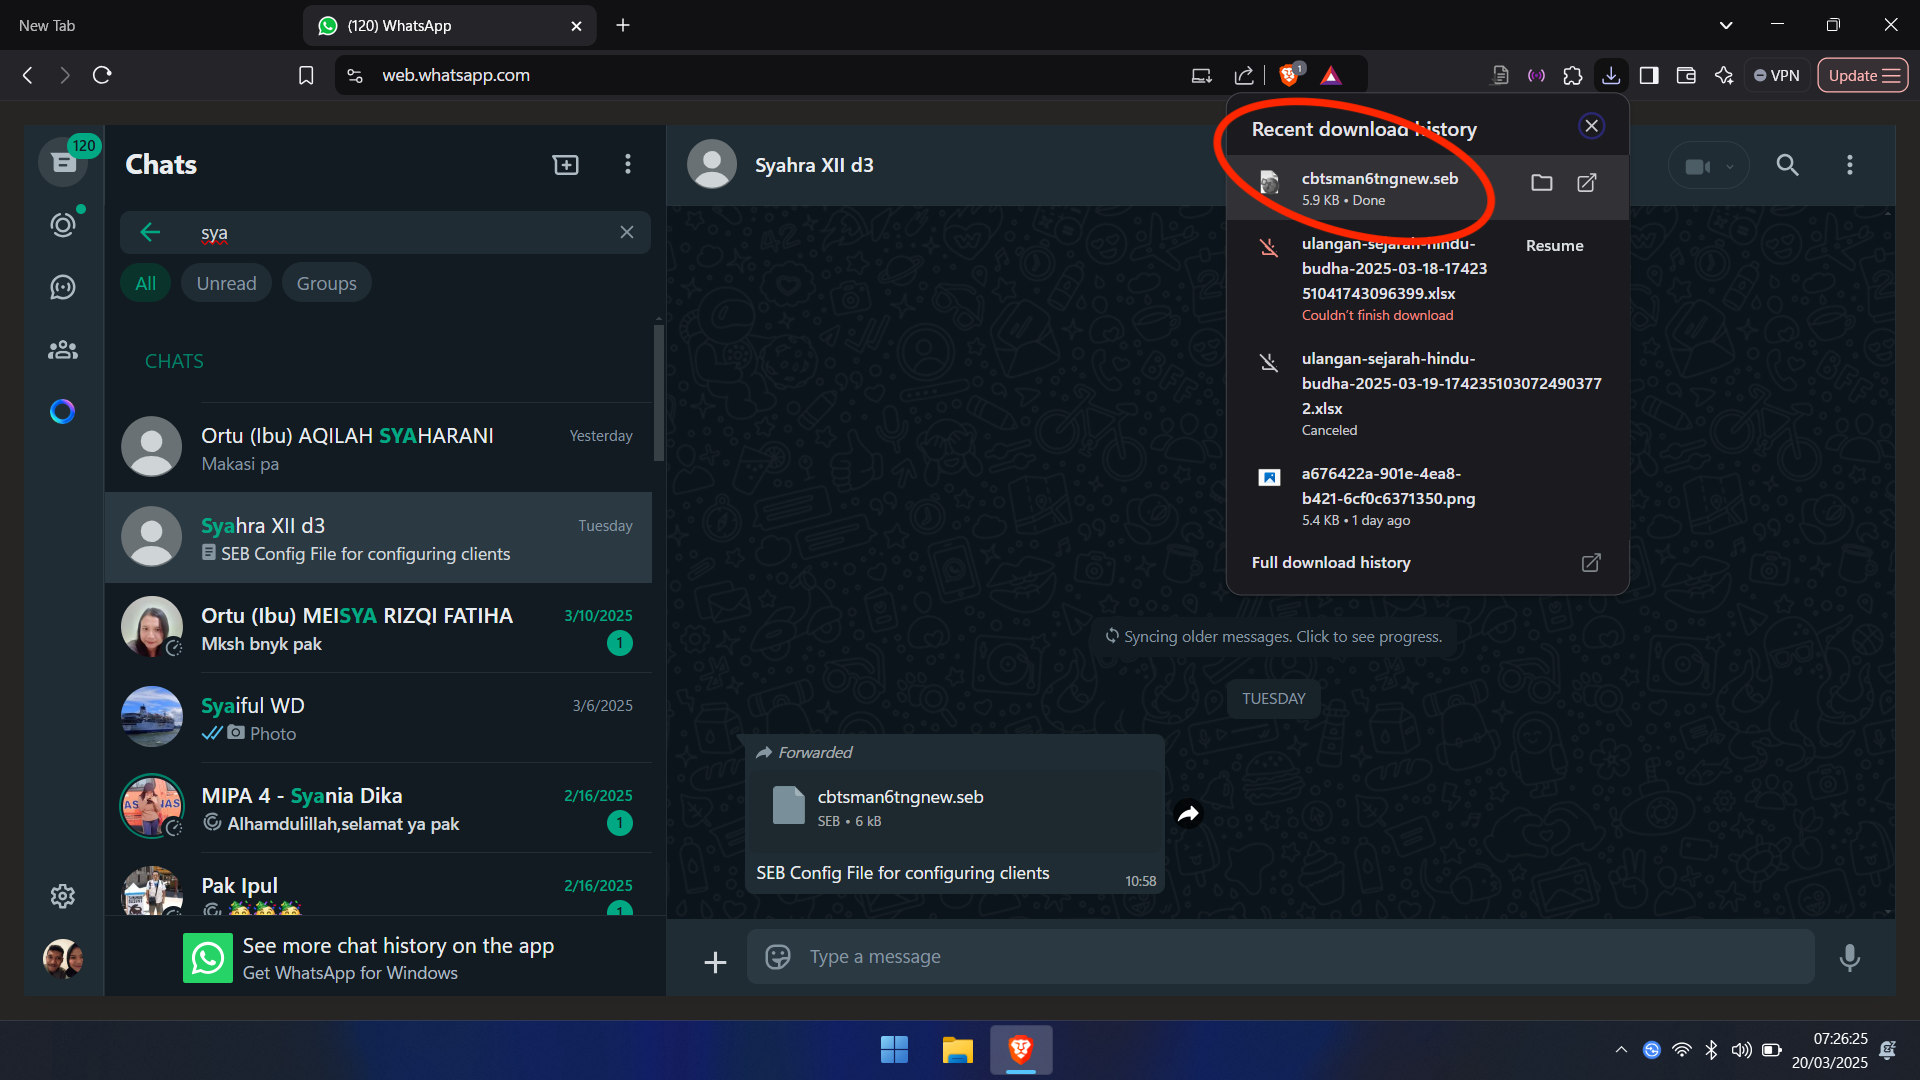 New Tab
(120) WhatsApp
web.whatsapp.com
1
VPN
Update
120
Chats
sya
All
Unread
Groups
CHATS
Ortu (Ibu) AQILAH SYAHARANI
Yesterday
Makasi pa
Syahra XII d3
Tuesday
SEB Config File for configuring clients
Ortu (Ibu) MEISYA RIZQI FATIHA
3/10/2025
Mksh bnyk pak
1
Syaiful WD
3/6/2025
Photo
MIPA 4 - Syania Dika
2/16/2025
Alhamdulillah,selamat ya pak
1
Pak Ipul
2/16/2025
1
See more chat history on the app
Get WhatsApp for Windows
Syahra XII d3
Recent download history
cbtsman6tngnew.seb
5.9 KB • Done
ulangan-sejarah-hindu-
budha-2025-03-18-17423
51041743096399.xlsx
Couldn't finish download
Resume
ulangan-sejarah-hindu-
budha-2025-03-19-174235103072490377
2.xlsx
Canceled
a676422a-901e-4ea8-
b421-6cf0c6371350.png
5.4 KB • 1 day ago
Full download history
Syncing older messages. Click to see progress.
TUESDAY
Forwarded
cbtsman6tngnew.seb
SEB • 6 kB
SEB Config File for configuring clients
10:58
Type a message
07:26:25
20/03/2025